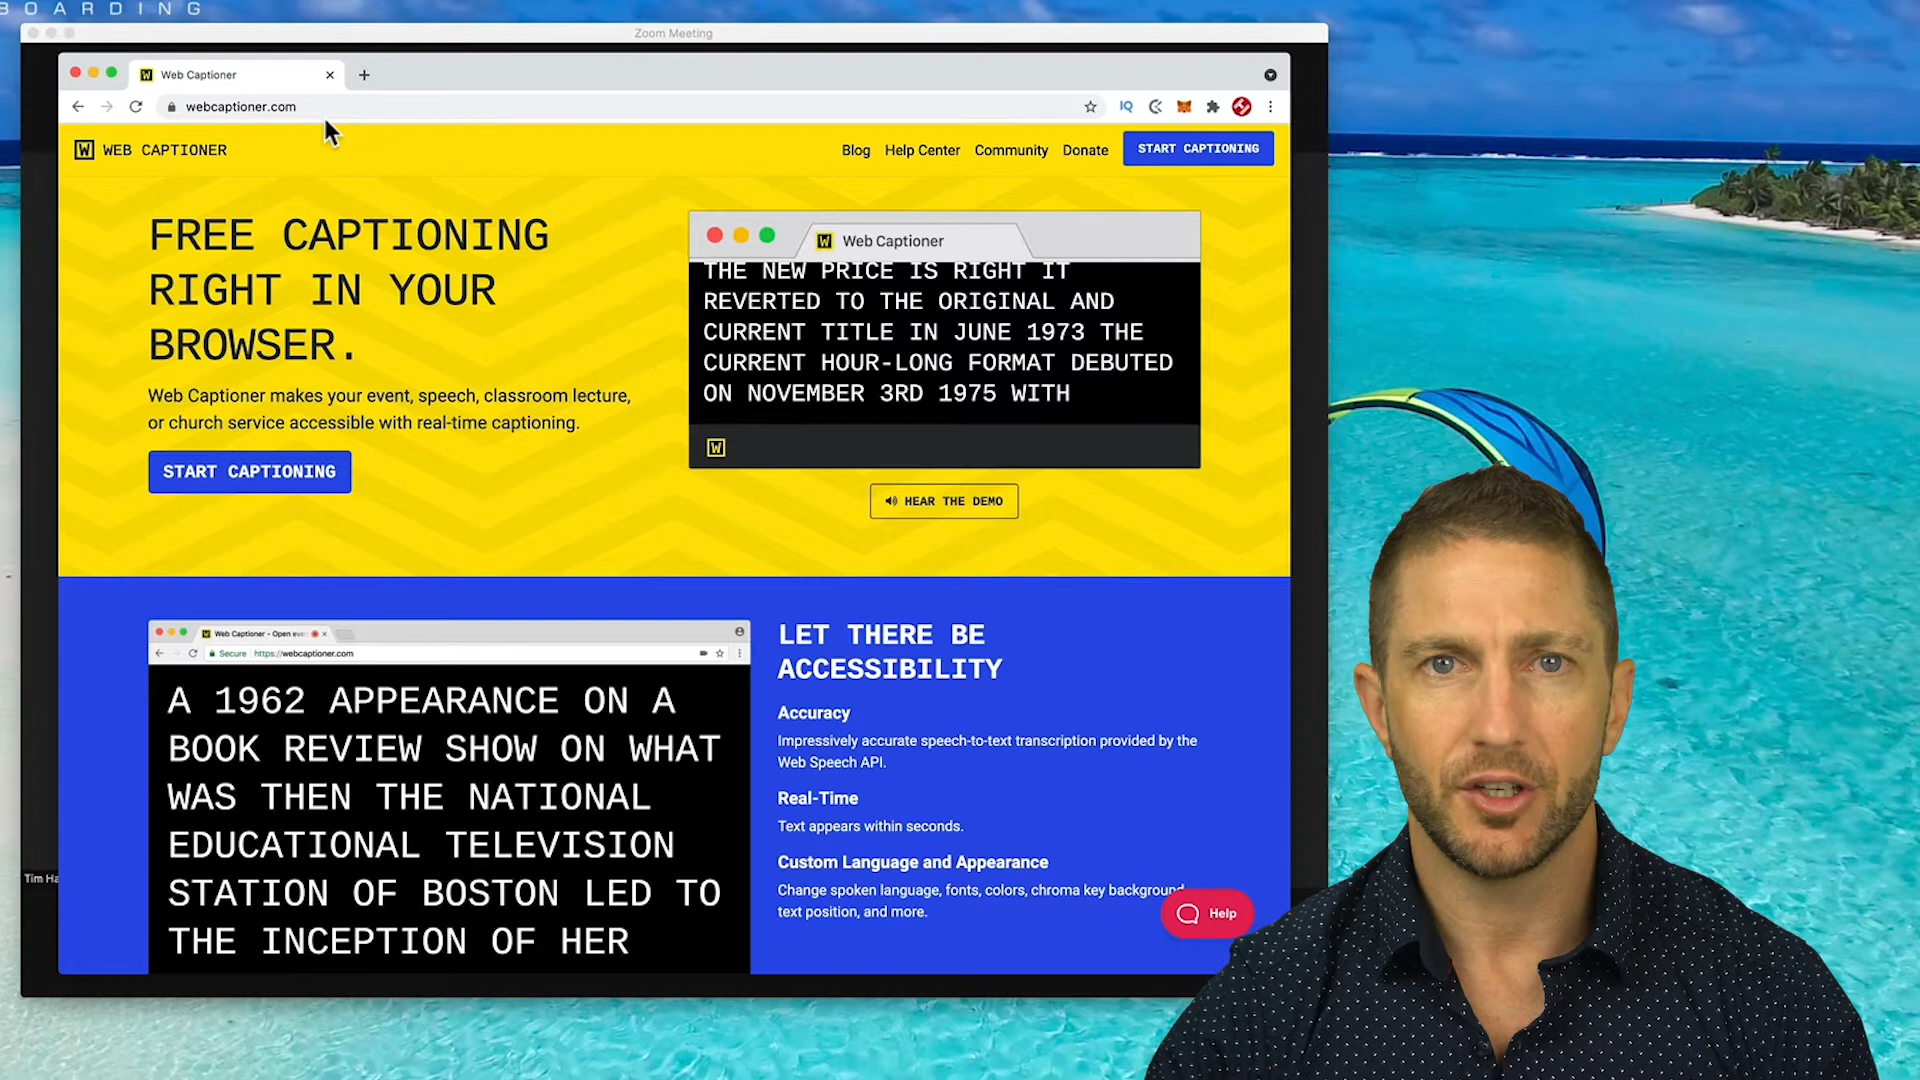 BOARDING
Zoom Meeting
Web Captioner
webcaptioner.com
IQ
W WEB CAPTIONER
Blog Help Center Community Donate START CAPTIONING
FREE CAPTIONING
RIGHT IN YOUR
BROWSER.
Web Captioner makes your event, speech, classroom lecture,
or church service accessible with real-time captioning.
START CAPTIONING
W Web Captioner
THE NEW PRICE IS RIGHT IT
REVERTED TO THE ORIGINAL AND
CURRENT TITLE IN JUNE 1973 THE
CURRENT HOUR-LONG FORMAT DEBUTED
ON NOVEMBER 3RD 1975 WITH
W
HEAR THE DEMO
Web Captioner - Open eve
Secure https://webcaptioner.com
A 1962 APPEARANCE ON A
BOOK REVIEW SHOW ON WHAT
WAS THEN THE NATIONAL
EDUCATIONAL TELEVISION
STATION OF BOSTON LED TO
THE INCEPTION OF HER
LET THERE BE
ACCESSIBILITY
Accuracy
Impressively accurate speech-to-text transcription provided by the
Web Speech API.
Real-Time
Text appears within seconds.
Custom Language and Appearance
Change spoken language, fonts, colors, chroma key background,
text position, and more.
Help
Tim Ha